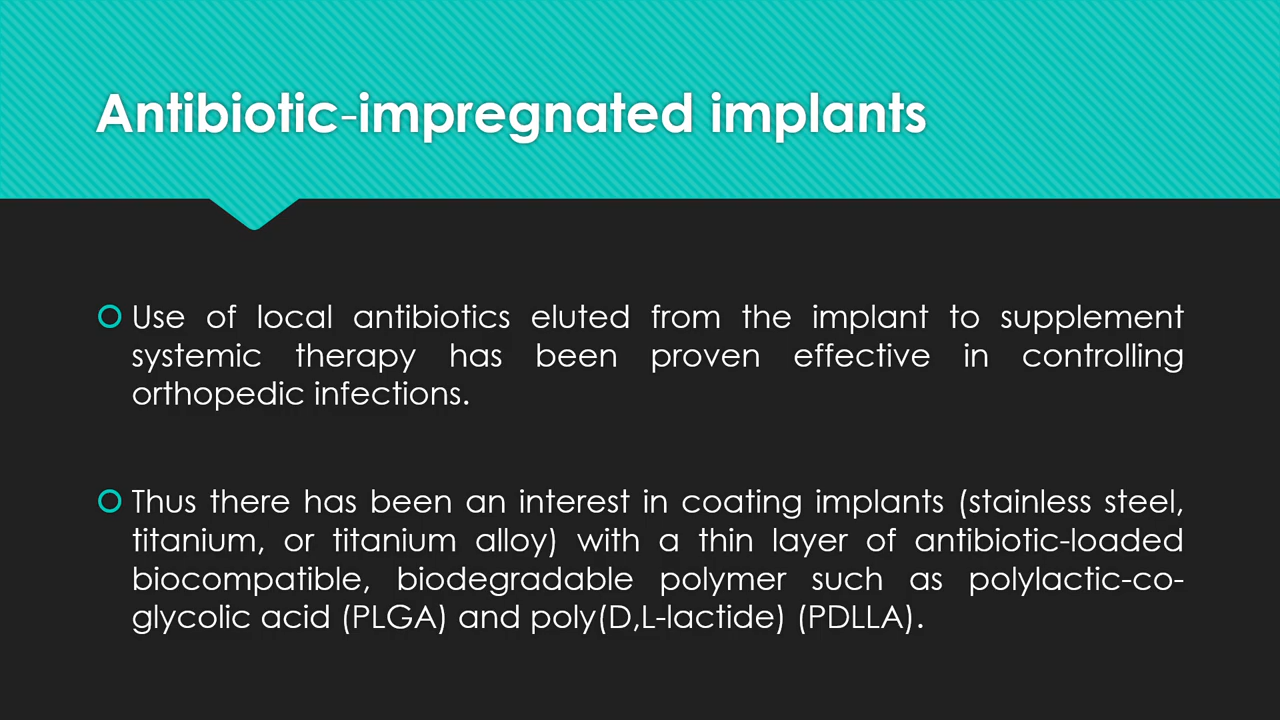 Antibiotic-impregnated implants
Use of local antibiotics eluted from the implant to supplement
systemic therapy has been proven effective in controlling
orthopedic infections.
Thus there has been an interest in coating implants (stainless steel,
titanium, or titanium alloy) with a thin layer of antibiotic-loaded
biocompatible, biodegradable polymer such as polylactic-co-
glycolic acid (PLGA) and poly(D,L-lactide) (PDLLA).